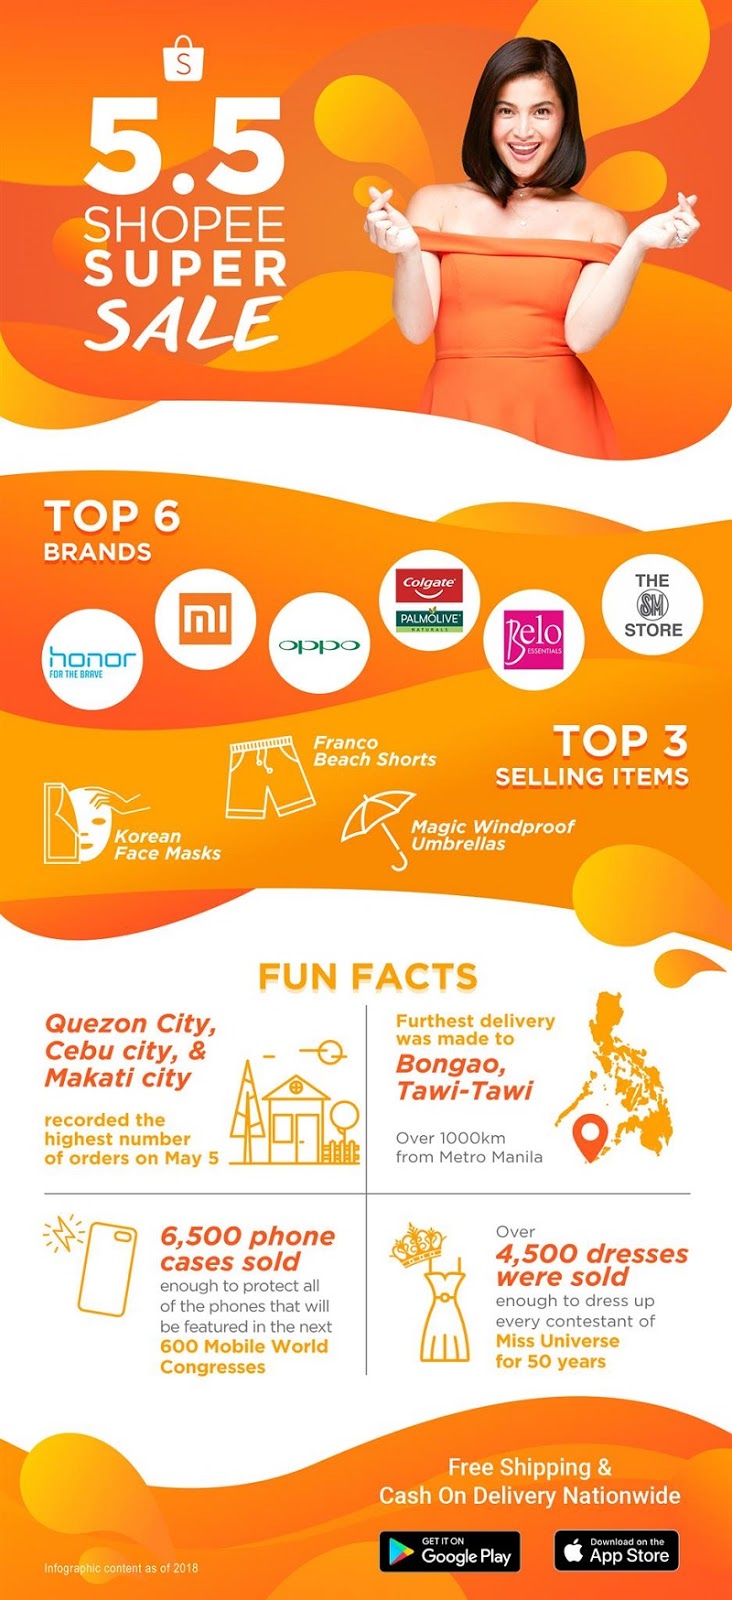 S
5.5
SHOPEE
SUPER
SALE
TOP 6
BRANDS
honor
FOR THE BRAVE
mi
oppo
Colgate
PALMOLIVE
NATURALS
Belo
ESSENTIALS
THE
SM
STORE
TOP 3
SELLING ITEMS
Franco
Beach Shorts
Korean
Face Masks
Magic Windproof
Umbrellas
FUN FACTS
Quezon City,
Cebu city, &
Makati city
recorded the
highest number
of orders on May 5
Furthest delivery
was made to
Bongao,
Tawi-Tawi
Over 1000km
from Metro Manila
6,500 phone
cases sold
enough to protect all
of the phones that will
be featured in the next
600 Mobile World
Congresses
Over
4,500 dresses
were sold
enough to dress up
every contestant of
Miss Universe
for 50 years
Free Shipping &
Cash On Delivery Nationwide
GET IT ON
Google Play
Download on the
App Store
Infographic content as of 2018